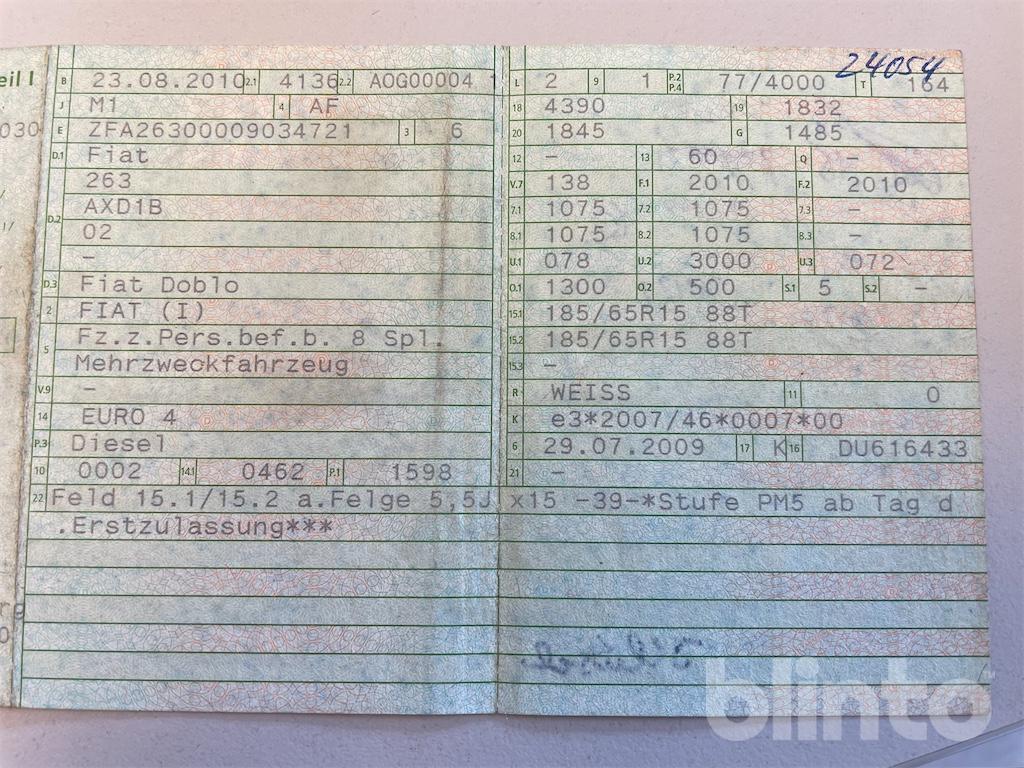 24054
eil I
B 23.08.2010 2.1 4136 2.2 AOG00004 1
L 2 9 1 P.2 P.4 77/4000 T 164
J M1 4 AF
18 4390 19 1832
030
E ZFA26300009034721 3 6
20 1845 G 1485
D.1 Fiat
12 – 13 60 Q –
D.2 263
V.7 138 F.1 2010 F.2 2010
AXD1B
7.1 1075 7.2 1075 7.3 –
02
8.1 1075 8.2 1075 8.3 –
–
U.1 078 U.2 3000 U.3 072
D.3 Fiat Doblo
O.1 1300 O.2 500 S.1 5 S.2 –
2 FIAT (I)
15.1 185/65R15 88T
5 Fz.z.Pers.bef.b. 8 Spl.
15.2 185/65R15 88T
Mehrzweckfahrzeug
15.3 –
V.9 –
R WEISS 11 0
14 EURO 4
K e3*2007/46*0007*00
P.3 Diesel
6 29.07.2009 17 K 16 DU616433
10 0002 14.1 0462 P.1 1598
21 –
22 Feld 15.1/15.2 a.Felge 5,5J x15 -39-*Stufe PM5 ab Tag d
.Erstzulassung***
blinto